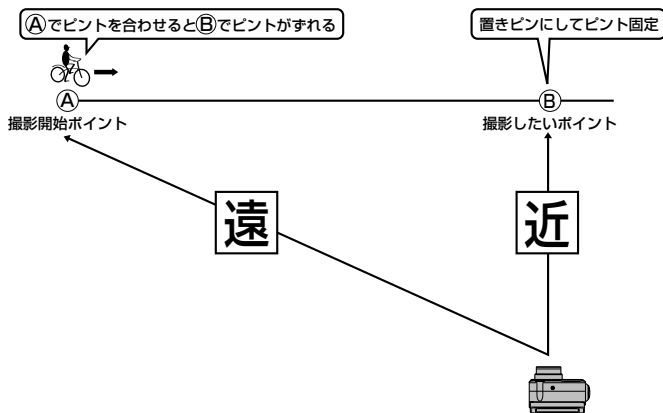 Ⓐでピントを合わせるとⒷでピントがずれる
置きピンにしてピント固定
Ⓐ
Ⓑ
撮影開始ポイント
撮影したいポイント
遠
近